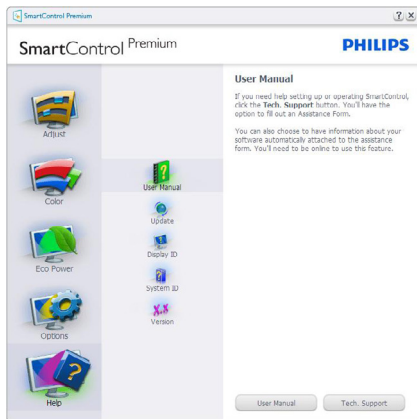 SmartControl Premium
? x
SmartControl Premium
PHILIPS
Adjust
Color
Eco Power
Options
Help
User Manual
Update
Display ID
System ID
X.X
Version
User Manual
If you need help setting up or operating SmartControl,
click the Tech. Support button. You'll have the
option to fill out an Assistance Form.
You can also choose to have information about your
software automatically attached to the assistance
form. You'll need to be online to use this feature.
User Manual
Tech. Support